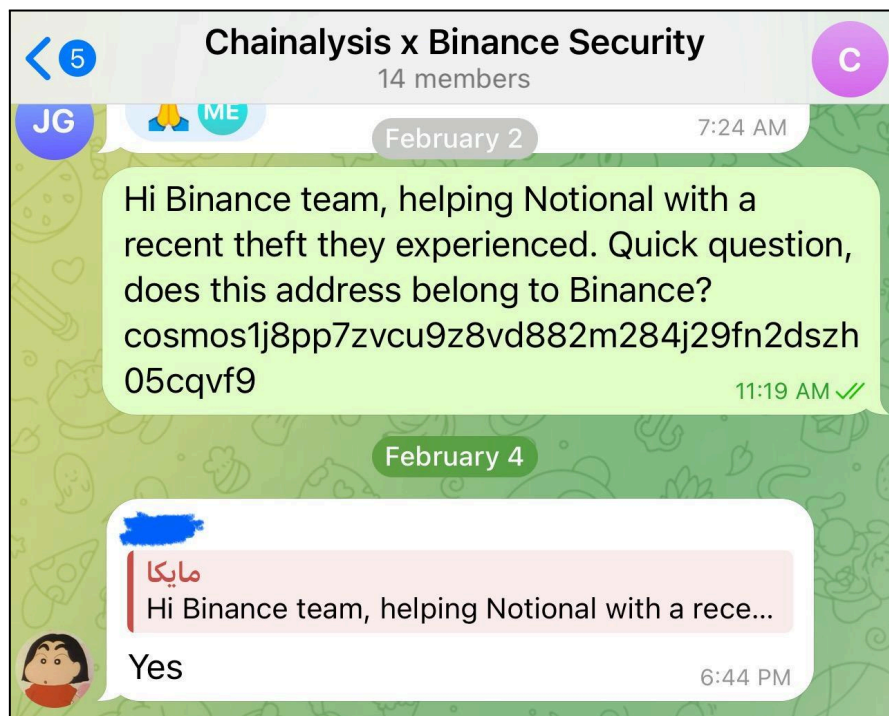 5
Chainalysis x Binance Security
14 members
C
JG
ME
7:24 AM
February 2
Hi Binance team, helping Notional with a
recent theft they experienced. Quick question,
does this address belong to Binance?
cosmos1j8pp7zvcu9z8vd882m284j29fn2dszh
05cqvf9
11:19 AM
February 4
مايكا
Hi Binance team, helping Notional with a rece...
Yes
6:44 PM